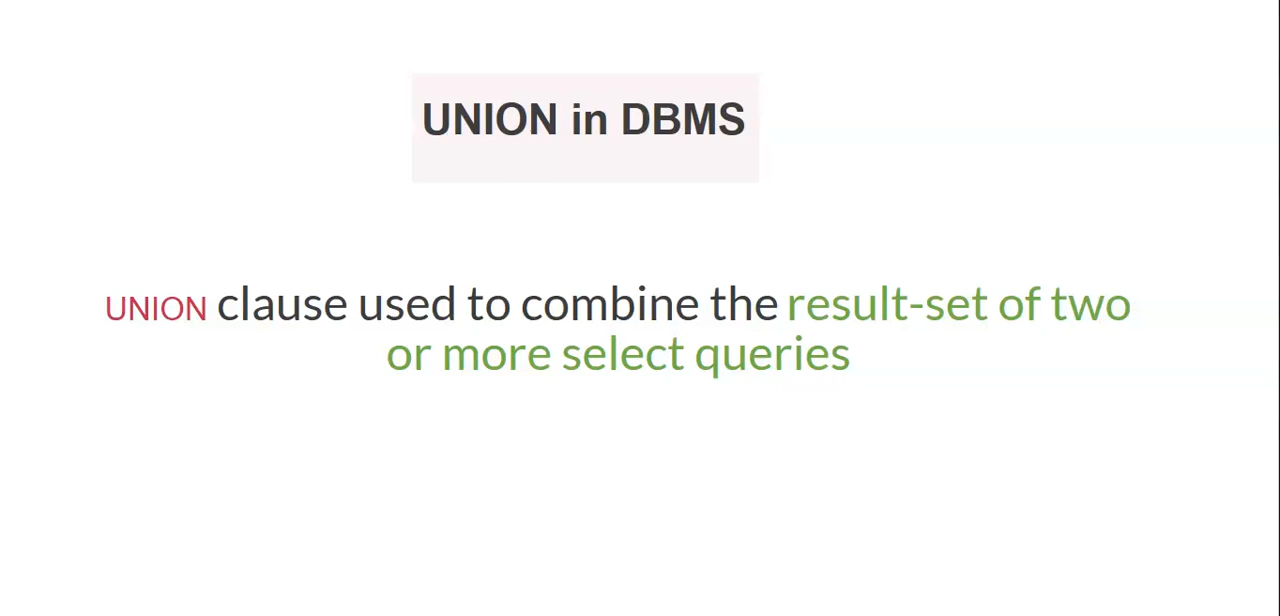 UNION in DBMS
UNION clause used to combine the result-set of two
or more select queries